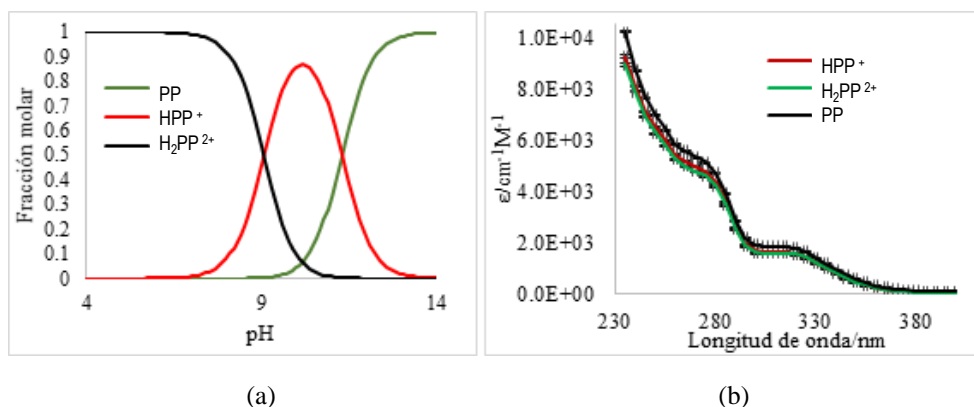 Fracción molar
1
0.9
0.8
0.7
0.6
0.5
0.4
0.3
0.2
0.1
0
PP
HPP +
H2PP 2+
4 9 14
pH
(a)
ε/cm-1M-1
1.0E+04
8.0E+03
6.0E+03
4.0E+03
2.0E+03
0.0E+00
HPP +
H2PP 2+
PP
230 280 330 380
Longitud de onda/nm
(b)